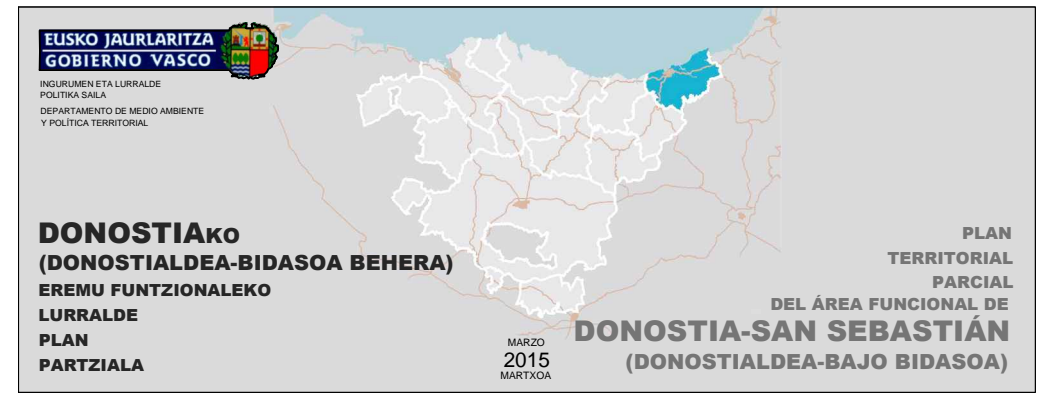 EUSKO JAURLARITZA
GOBIERNO VASCO
INGURUMEN ETA LURRALDE
POLITIKA SAILA
DEPARTAMENTO DE MEDIO AMBIENTE
Y POLÍTICA TERRITORIAL
DONOSTIAKO
(DONOSTIALDEA-BIDASOA BEHERA)
EREMU FUNTZIONALEKO
LURRALDE
PLAN
PARTZIALA
MARZO
2015
MARTXOA
PLAN
TERRITORIAL
PARCIAL
DEL ÁREA FUNCIONAL DE
DONOSTIA-SAN SEBASTIÁN
(DONOSTIALDEA-BAJO BIDASOA)